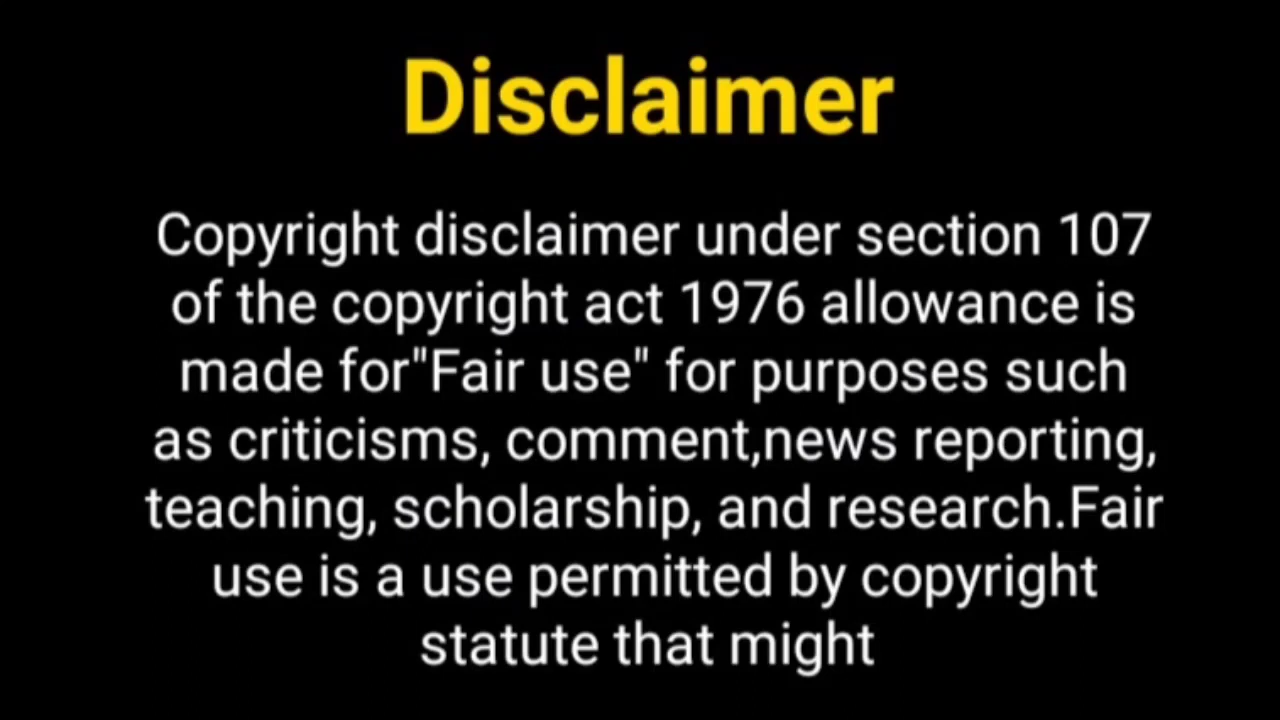 Disclaimer
Copyright disclaimer under section 107
of the copyright act 1976 allowance is
made for"Fair use" for purposes such
as criticisms, comment,news reporting,
teaching, scholarship, and research.Fair
use is a use permitted by copyright
statute that might